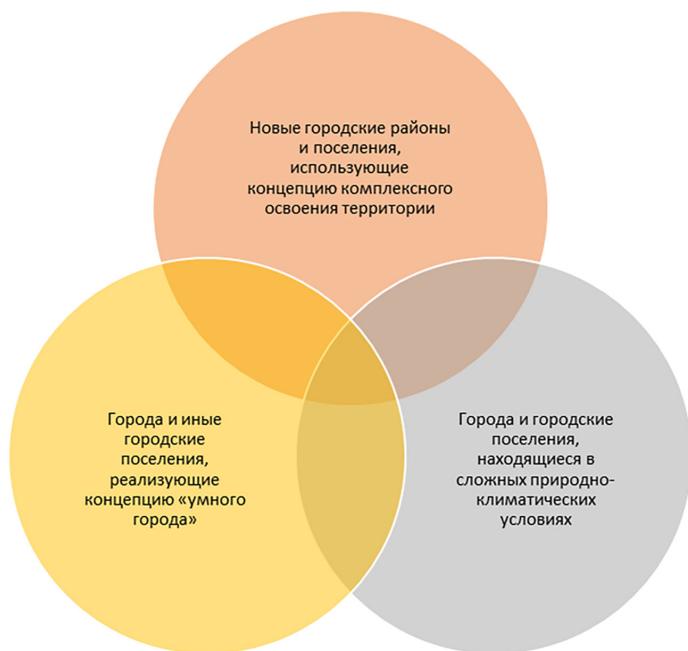 Новые городские районы
и поселения,
использующие
концепцию комплексного
освоения территории
Города и иные
городские
поселения,
реализующие
концепцию «умного
города»
Города и городские
поселения,
находящиеся в
сложных природно-
климатических
условиях